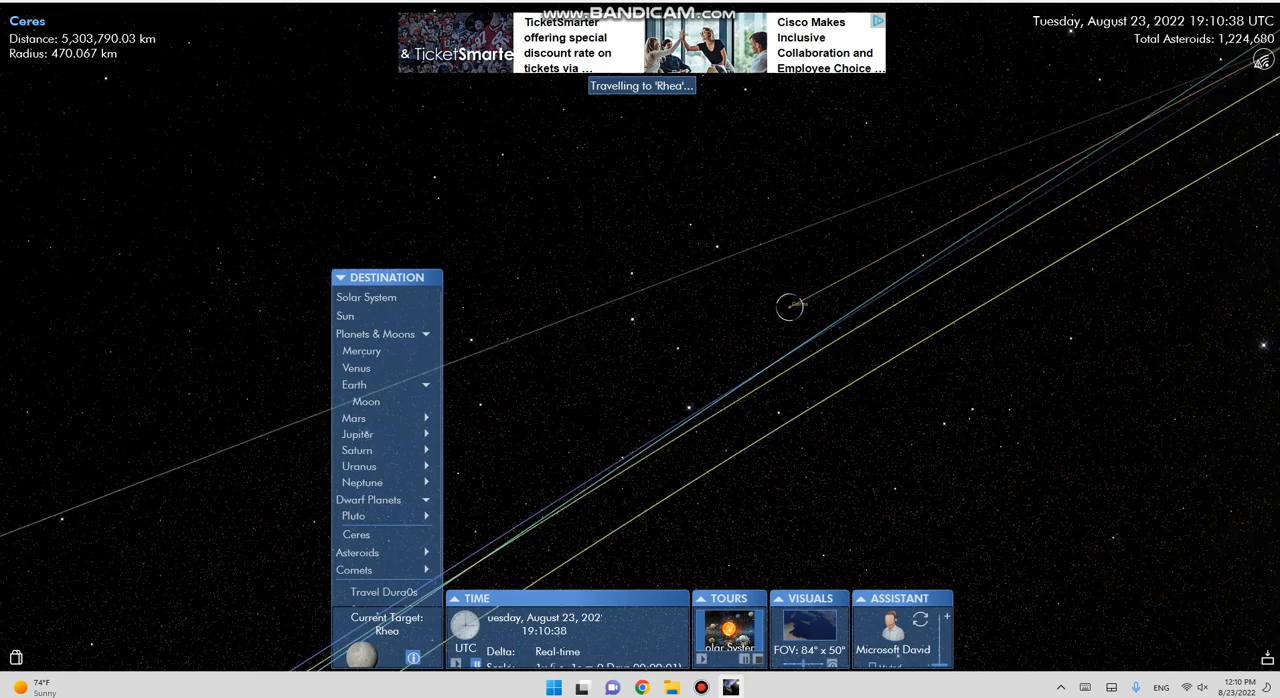 Ceres
Distance: 5,303,790.03 km
Radius: 470.067 km
www.BANDICAM.com
& TicketSmarte
TicketSmarter
offering special
discount rate on
tickets via ...
Cisco Makes
Inclusive
Collaboration and
Employee Choice ...
Tuesday, August 23, 2022 19:10:38 UTC
Total Asteroids: 1,224,680
Travelling to 'Rhea'...
Ceres
DESTINATION
Solar System
Sun
Planets & Moons
Mercury
Venus
Earth
Moon
Mars
Jupiter
Saturn
Uranus
Neptune
Dwarf Planets
Pluto
Ceres
Asteroids
Comets
Travel Dura0s
Current Target:
Rhea
TIME
uesday, August 23, 202
19:10:38
UTC
Delta: Real-time
TOURS
olar System
VISUALS
FOV: 84° x 50°
ASSISTANT
+
Microsoft David
Muted
74°F
Sunny
ENG
12:10 PM
8/23/2022